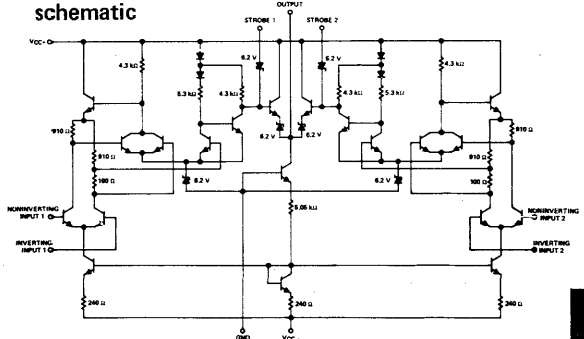 schematic
OUTPUT
STROBE 1
STROBE 2
VCC+
4.3 kΩ
6.2 V
6.2 V
4.3 kΩ
5.3 kΩ
4.3 kΩ
4.3 kΩ
5.3 kΩ
6.2 V
6.2 V
910 Ω
910 Ω
910 Ω
910 Ω
100 Ω
6.2 V
6.2 V
100 Ω
NONINVERTING
INPUT 1
NONINVERTING
INPUT 2
5.05 kΩ
INVERTING
INPUT 1
INVERTING
INPUT 2
240 Ω
240 Ω
240 Ω
GND
VCC-